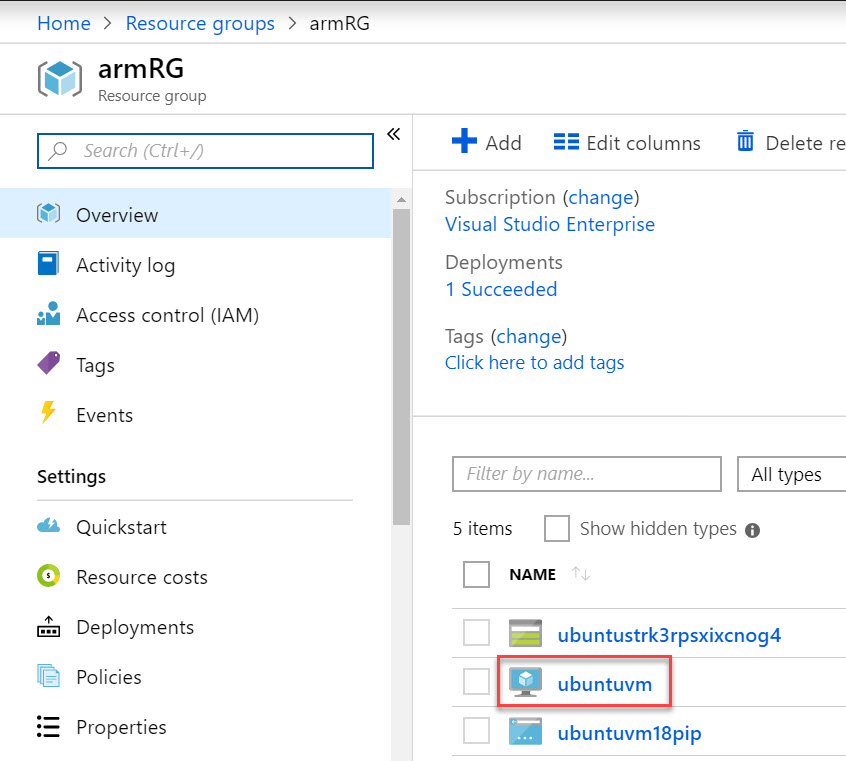 Home > Resource groups > armRG
armRG
Resource group
Search (Ctrl+/)
«
Overview
Activity log
Access control (IAM)
Tags
Events
Settings
Quickstart
Resource costs
Deployments
Policies
Properties
Add Edit columns Delete re
Subscription (change)
Visual Studio Enterprise
Deployments
1 Succeeded
Tags (change)
Click here to add tags
Filter by name... All types
5 items Show hidden types
NAME
ubuntustrk3rpsxixcnog4
ubuntuvm
ubuntuvm18pip